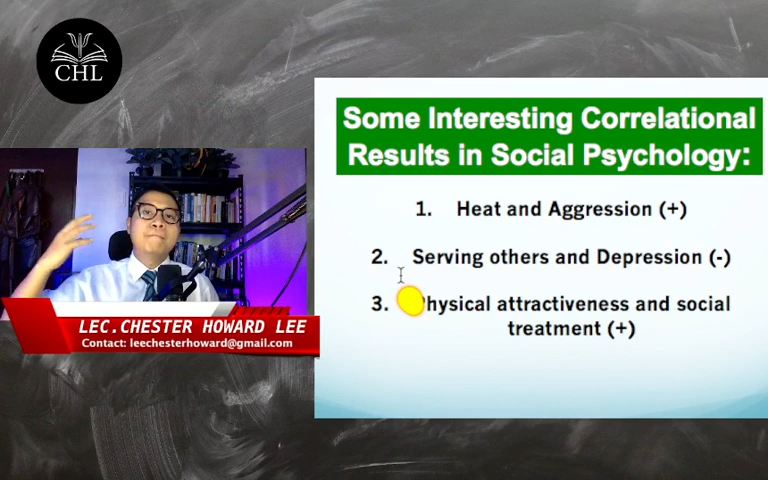 CHL
Some Interesting Correlational
Results in Social Psychology:
1. Heat and Aggression (+)
2. Serving others and Depression (-)
3. Physical attractiveness and social
treatment (+)
LEC.CHESTER HOWARD LEE
Contact: leechesterhoward@gmail.com